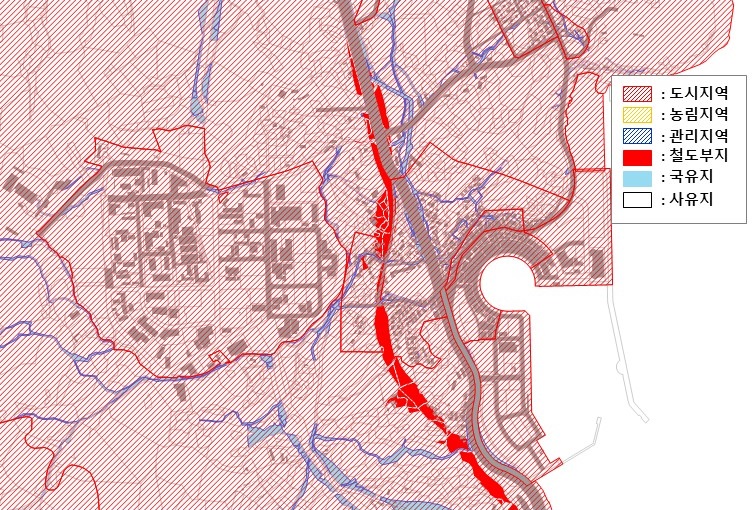 : 도시지역
: 농림지역
: 관리지역
: 철도부지
: 국유지
: 사유지